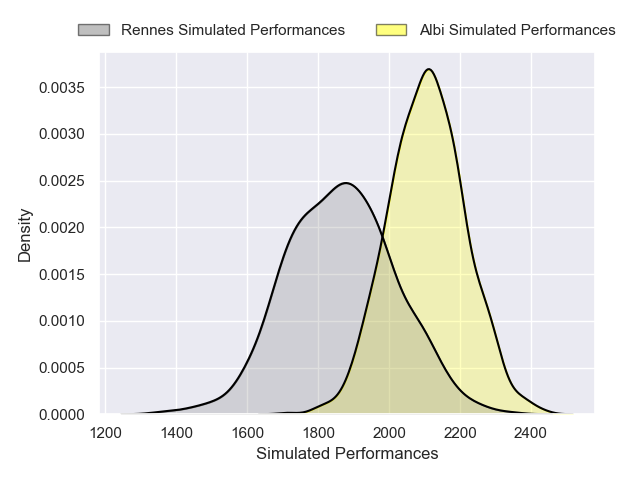 Rennes Simulated Performances Albi Simulated Performances
0.0035
0.0030
0.0025
0.0020
0.0015
0.0010
0.0005
0.0000
Density
1200 1400 1600 1800 2000 2200 2400
Simulated Performances